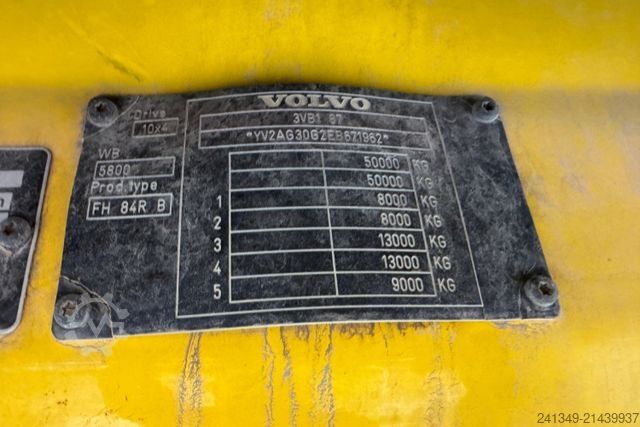 VOLVO
Drive
10x4
3VB1 87
*YV2AG30G2EB671962*
WB
5800
Prod.type
FH 84R B
50000 KG
50000 KG
1 8000 KG
2 8000 KG
3 13000 KG
4 13000 KG
5 9000 KG
241349-21439937